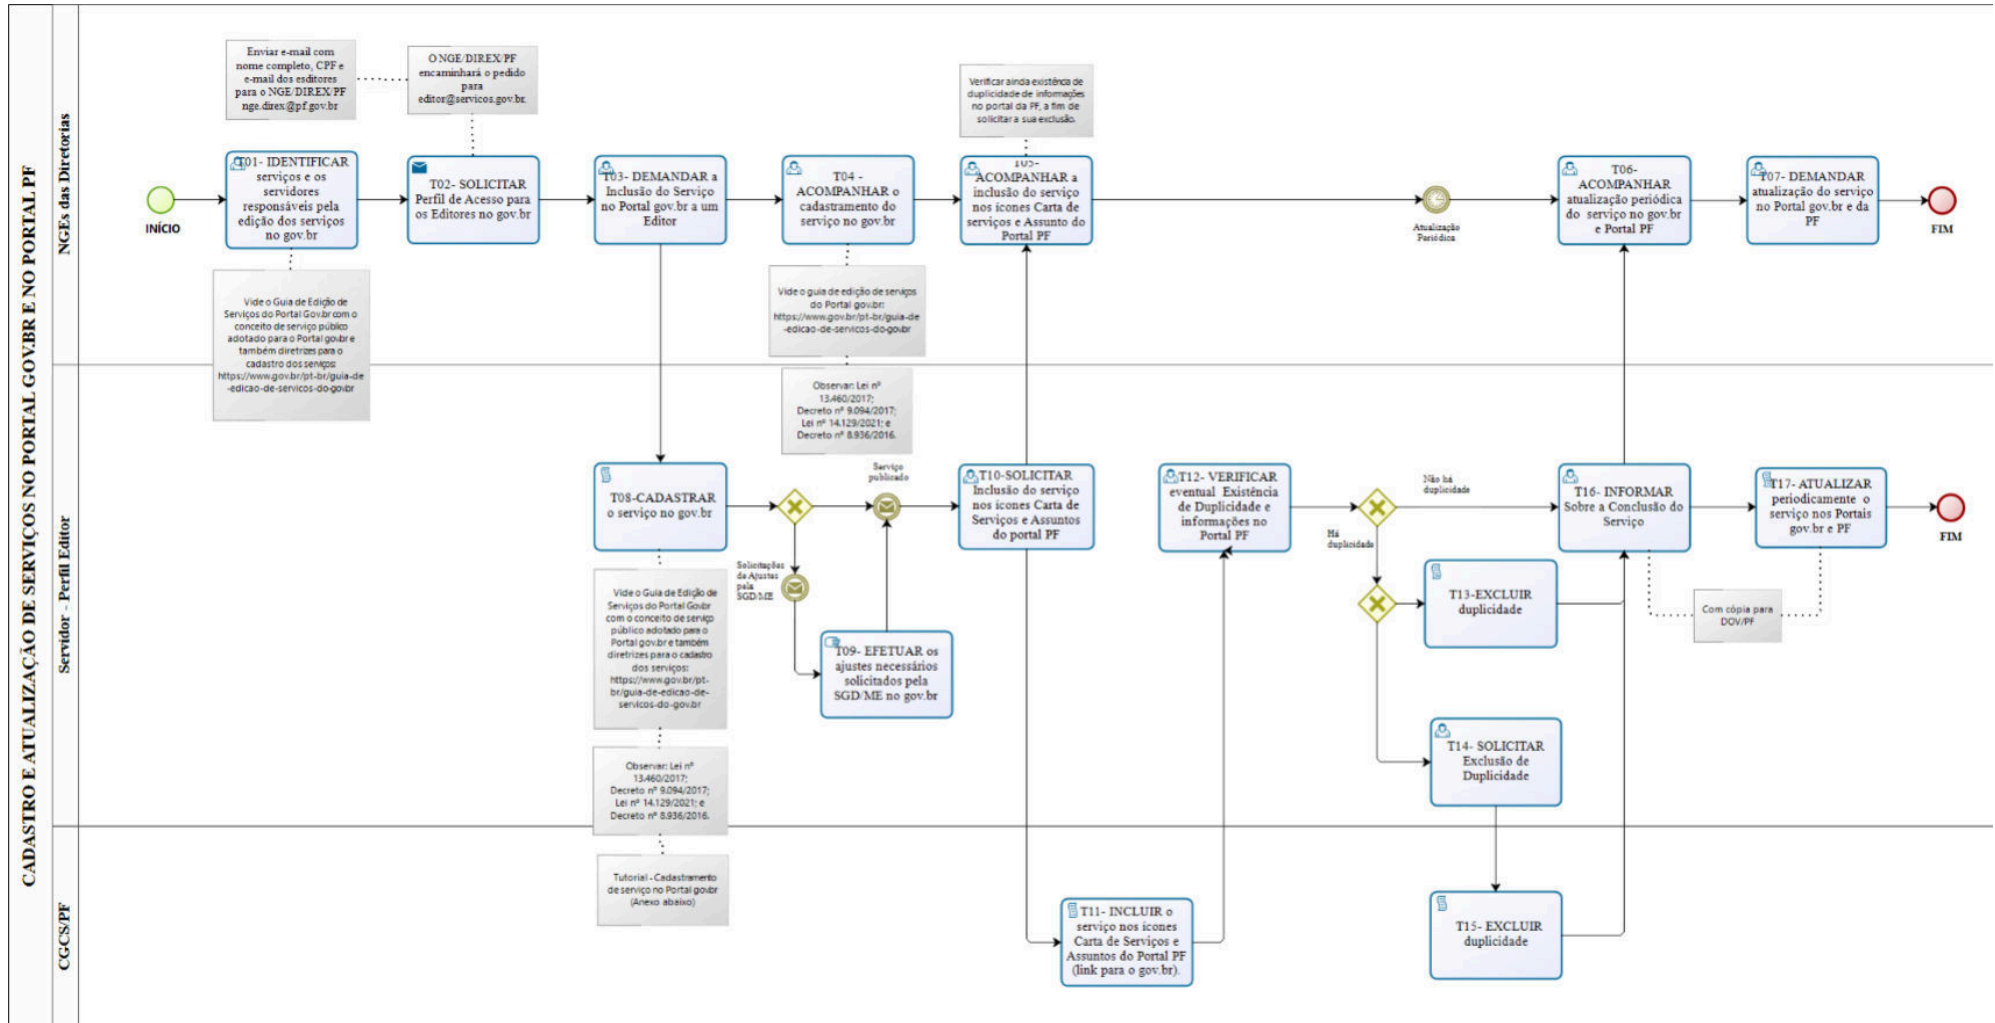 CADASTRO E ATUALIZAÇÃO DE SERVIÇOS NO PORTAL GOV.BR E NO PORTAL PF
NGEs das Diretorias
Enviar e-mail com
nome completo, CPF e
e-mail dos esditores
para o NGE/DIREX/PF
nge.direx@pf.gov.br
O NGE/DIREX/PF
encaminhará o pedido
para
editor@servicos.gov.br.
Verificar ainda existência de
duplicidade de informações
no portal da PF, a fim de
solicitar a sua exclusão.
INÍCIO
T01- IDENTIFICAR
serviços e os
servidores
responsáveis pela
edição dos serviços
no gov.br
T02- SOLICITAR
Perfil de Acesso para
os Editores no gov.br
T03- DEMANDAR a
Inclusão do Serviço
no Portal gov.br a um
Editor
T04 -
ACOMPANHAR o
cadastramento do
serviço no gov.br
T05-
ACOMPANHAR a
inclusão do serviço
nos ícones Carta de
serviços e Assunto do
Portal PF
Atualização
Periódica
T06-
ACOMPANHAR
atualização periódica
do serviço no gov.br
e Portal PF
T07- DEMANDAR
atualização do serviço
no Portal gov.br e da
PF
FIM
Vide o Guia de Edição de
Serviços do Portal Gov.br com o
conceito de serviço público
adotado para o Portal gov.br e
também diretrizes para o
cadastro dos serviços:
https://www.gov.br/pt-br/guia-de
-edicao-de-servicos-do-govbr
Vide o guia de edição de serviços
do Portal gov.br:
https://www.gov.br/pt-br/guia-de
-edicao-de-servicos-do-govbr
Servidor - Perfil Editor
Observar: Lei nº
13.460/2017;
Decreto nº 9.094/2017;
Lei nº 14.129/2021; e
Decreto nº 8.936/2016.
T08-CADASTRAR
o serviço no gov.br
Serviço
publicado
Solicitações
de Ajustes
pela
SGD/ME
T09- EFETUAR os
ajustes necessários
solicitados pela
SGD/ME no gov.br
T10-SOLICITAR
Inclusão do serviço
nos ícones Carta de
Serviços e Assuntos
do portal PF
T12- VERIFICAR
eventual Existência
de Duplicidade e
informações no
Portal PF
Não há
duplicidade
Há
duplicidade
T13-EXCLUIR
duplicidade
T14- SOLICITAR
Exclusão de
Duplicidade
T16- INFORMAR
Sobre a Conclusão do
Serviço
T17- ATUALIZAR
periodicamente o
serviço nos Portais
gov.br e PF
FIM
Com cópia para
DOV/PF
Vide o Guia de Edição de
Serviços do Portal Gov.br
com o conceito de serviço
público adotado para o
Portal gov.br e também
diretrizes para o cadastro
dos serviços:
https://www.gov.br/pt-
br/guia-de-edicao-de-
servicos-do-gov.br
Observar: Lei nº
13.460/2017;
Decreto nº 9.094/2017;
Lei nº 14.129/2021; e
Decreto nº 8.936/2016.
CGCS/PF
Tutorial - Cadastramento
de serviço no Portal gov.br
(Anexo abaixo)
T11- INCLUIR o
serviço nos ícones
Carta de Serviços e
Assuntos do Portal PF
(link para o gov.br).
T15- EXCLUIR
duplicidade